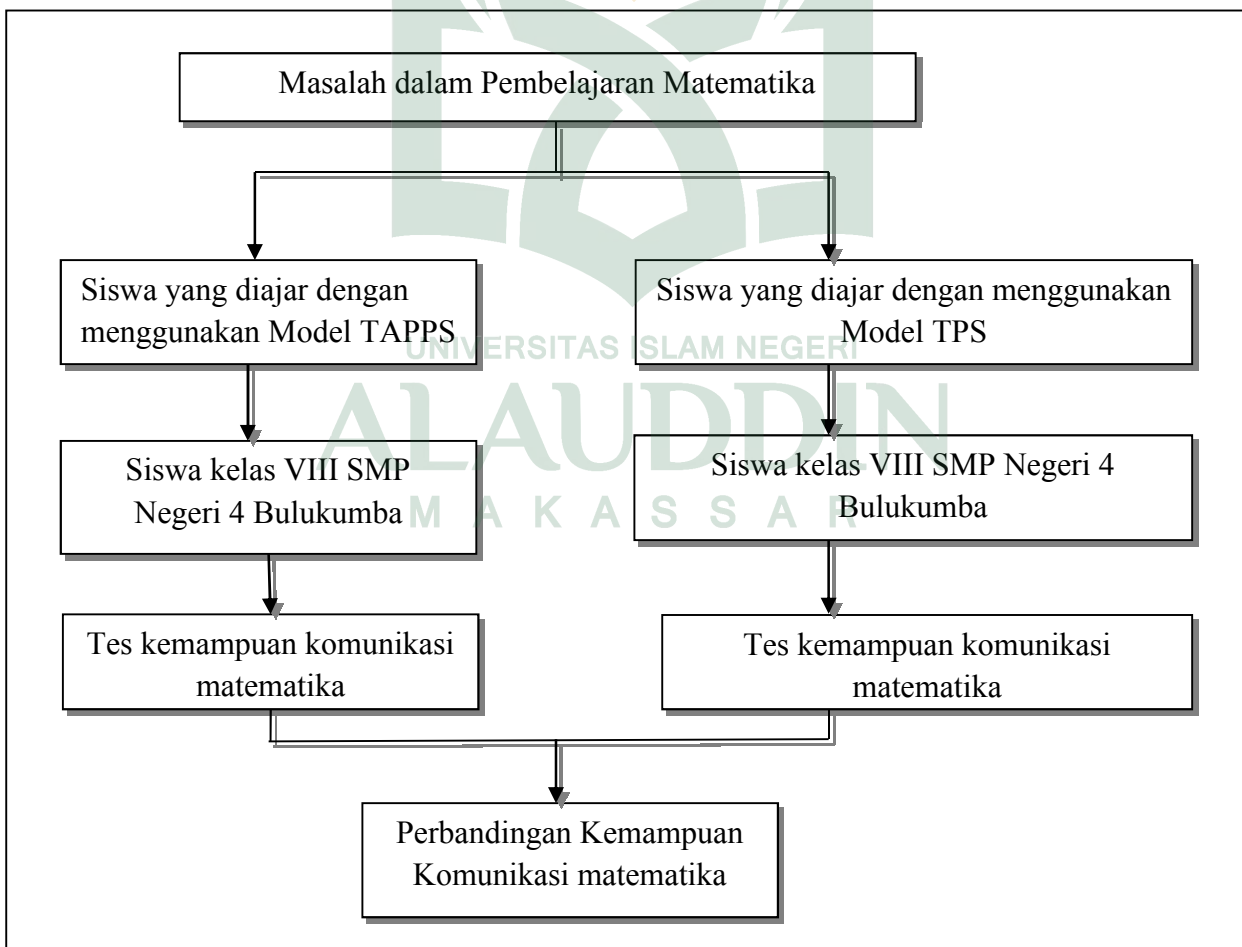 Masalah dalam Pembelajaran Matematika
Siswa yang diajar dengan
menggunakan Model TAPPS
Siswa yang diajar dengan menggunakan
Model TPS
UNIVERSITAS ISLAM NEGERI
ALAUDDIN
MAKASSAR
Siswa kelas VIII SMP
Negeri 4 Bulukumba
Siswa kelas VIII SMP Negeri 4
Bulukumba
Tes kemampuan komunikasi
matematika
Tes kemampuan komunikasi
matematika
Perbandingan Kemampuan
Komunikasi matematika